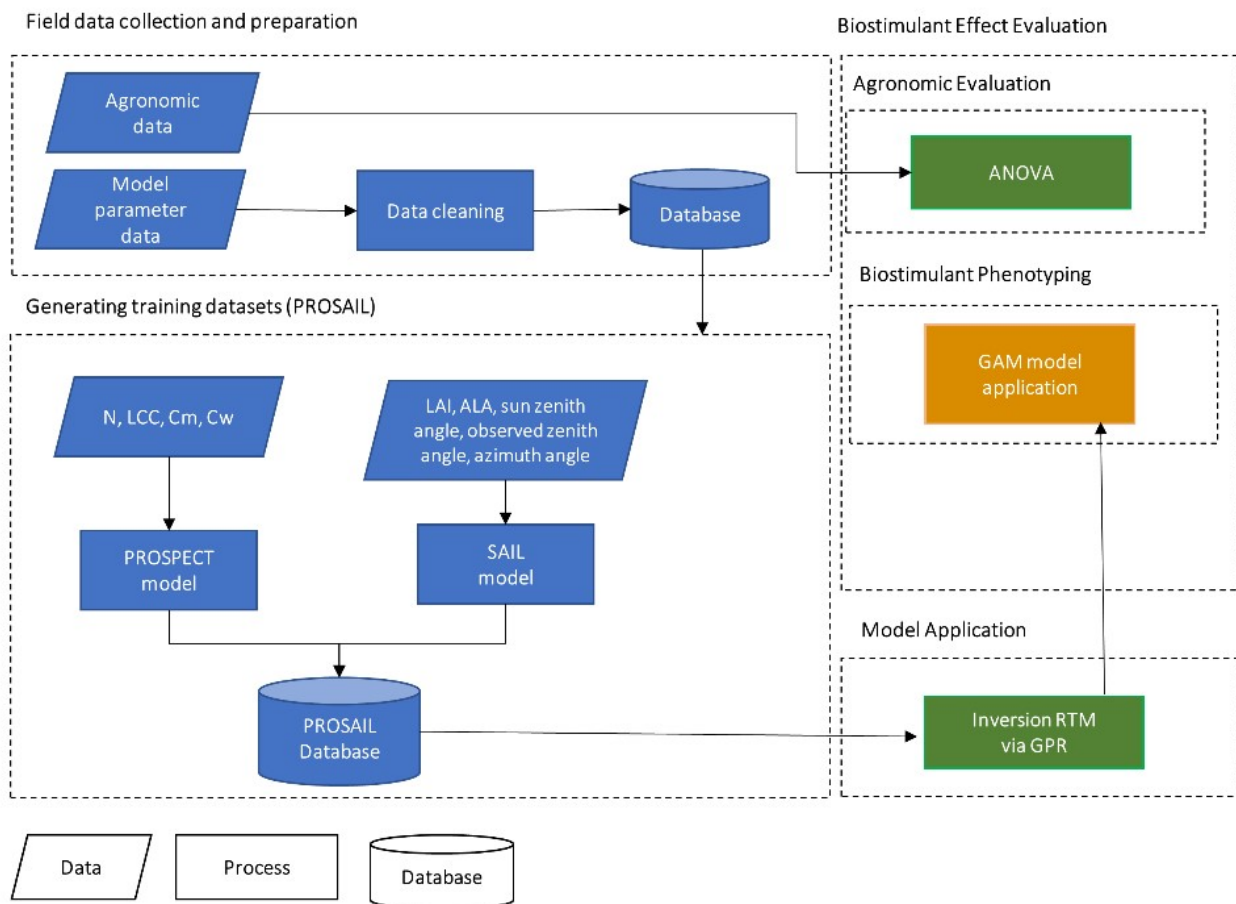 Field data collection and preparation
Agronomic
data
Model
parameter
data
Data cleaning
Database
Generating training datasets (PROSAIL)
N, LCC, Cm, Cw
LAI, ALA, sun zenith
angle, observed zenith
angle, azimuth angle
PROSPECT
model
SAIL
model
PROSAIL
Database
Biostimulant Effect Evaluation
Agronomic Evaluation
ANOVA
Biostimulant Phenotyping
GAM model
application
Model Application
Inversion RTM
via GPR
Data
Process
Database